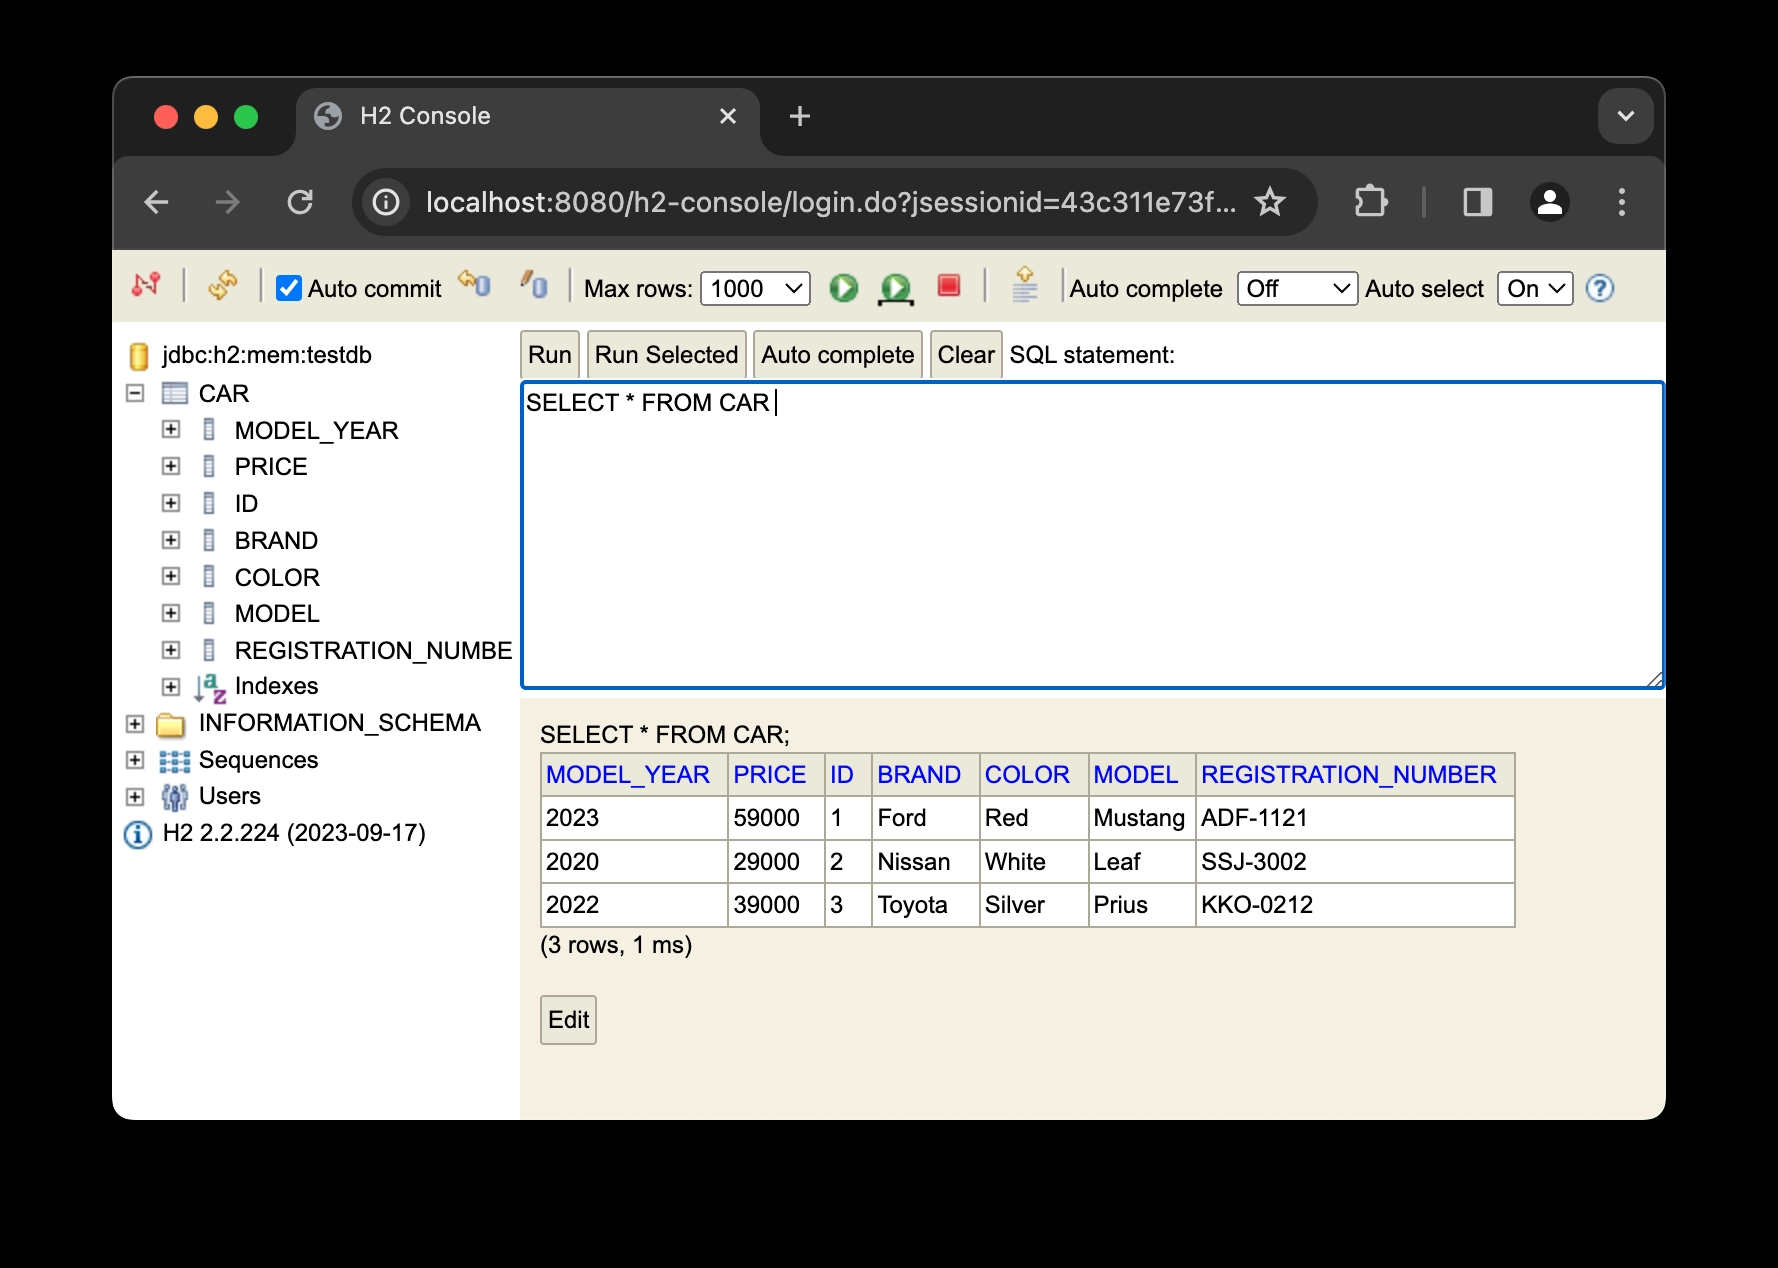 H2 Console
localhost:8080/h2-console/login.do?jsessionid=43c311e73f...
Auto commit Max rows: 1000 Auto complete Off Auto select On ?
jdbc:h2:mem:testdb
CAR
MODEL_YEAR
PRICE
ID
BRAND
COLOR
MODEL
REGISTRATION_NUMBE
Indexes
INFORMATION_SCHEMA
Sequences
Users
H2 2.2.224 (2023-09-17)
Run Run Selected Auto complete Clear SQL statement:
SELECT * FROM CAR
SELECT * FROM CAR;
MODEL_YEAR PRICE ID BRAND COLOR MODEL REGISTRATION_NUMBER
2023 59000 1 Ford Red Mustang ADF-1121
2020 29000 2 Nissan White Leaf SSJ-3002
2022 39000 3 Toyota Silver Prius KKO-0212
(3 rows, 1 ms)
Edit